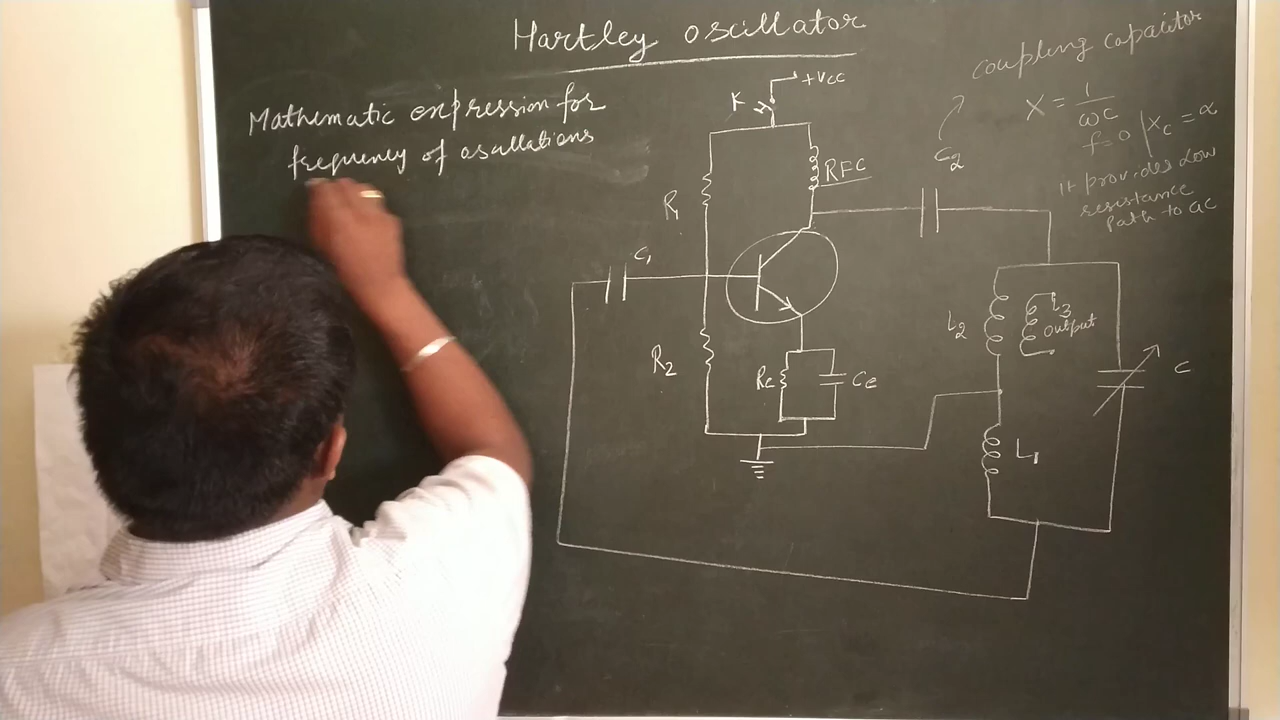 Hartley oscillator
Mathematic expression for
frequency of oscillations
+Vcc
K
RFC
R1
C1
R2
Re
Ce
C2
coupling capacitor
X = 1/ωC
f=0 | Xc = α
it provides low
resistance
path to ac
L2
L3
output
L1
C